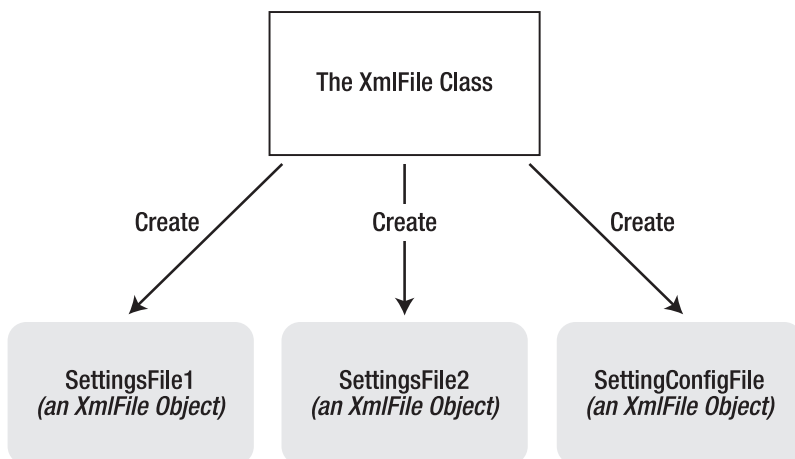 The XmlFile Class
Create
Create
Create
SettingsFile1
(an XmlFile Object)
SettingsFile2
(an XmlFile Object)
SettingConfigFile
(an XmlFile Object)